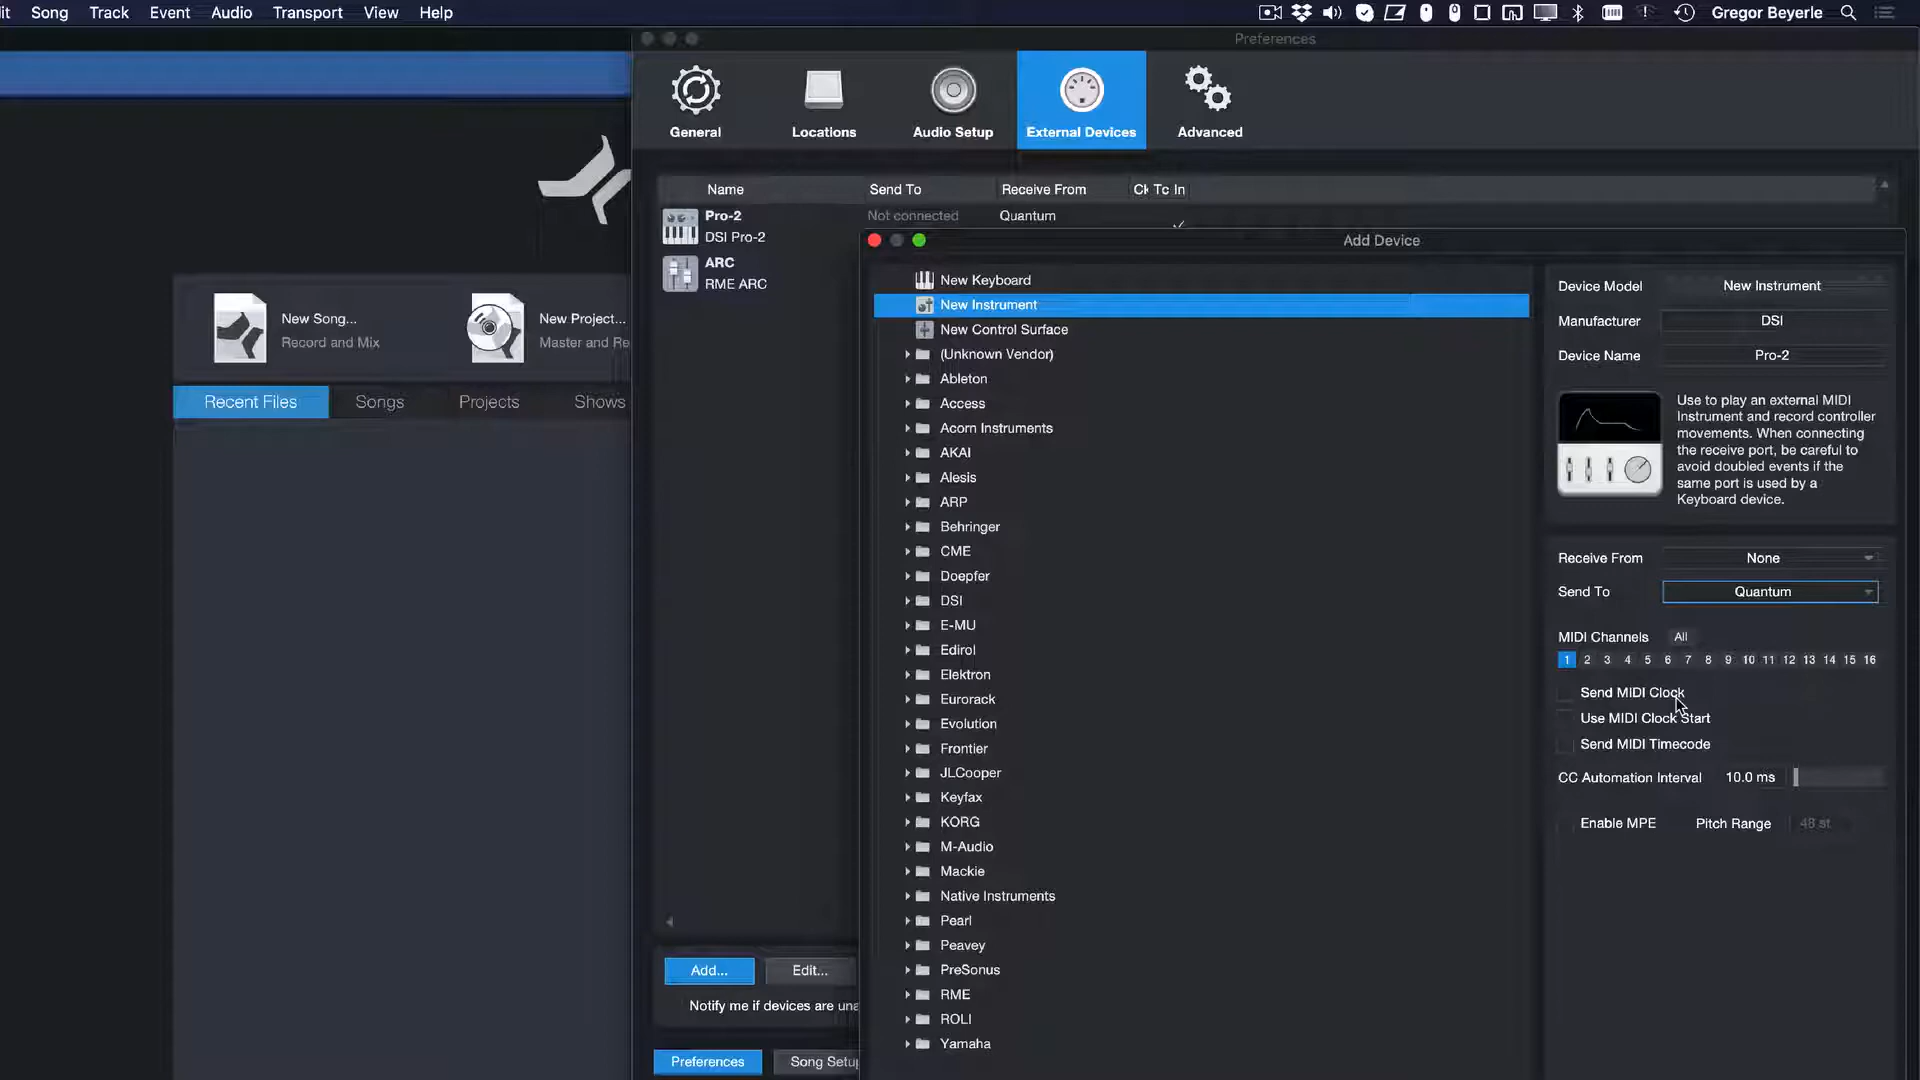 it Song Track Event Audio Transport View Help
Gregor Beyerle
Preferences
General
Locations
Audio Setup
External Devices
Advanced
Name Send To Receive From Ck Tc In
Pro-2 Not connected Quantum
DSI Pro-2
ARC
RME ARC
New Song...
Record and Mix
New Project...
Master and Re
Recent Files Songs Projects Shows
Add Device
New Keyboard
New Instrument
New Control Surface
(Unknown Vendor)
Ableton
Access
Acorn Instruments
AKAI
Alesis
ARP
Behringer
CME
Doepfer
DSI
E-MU
Edirol
Elektron
Eurorack
Evolution
Frontier
JLCooper
Keyfax
KORG
M-Audio
Mackie
Native Instruments
Pearl
Peavey
PreSonus
RME
ROLI
Yamaha
Device Model New Instrument
Manufacturer DSI
Device Name Pro-2
Use to play an external MIDI
Instrument and record controller
movements. When connecting
the receive port, be careful to
avoid doubled events if the
same port is used by a
Keyboard device.
Receive From None
Send To Quantum
MIDI Channels All
1 2 3 4 5 6 7 8 9 10 11 12 13 14 15 16
Send MIDI Clock
Use MIDI Clock Start
Send MIDI Timecode
CC Automation Interval 10.0 ms
Enable MPE Pitch Range 48 st
Add... Edit...
Notify me if devices are una
Preferences Song Setup